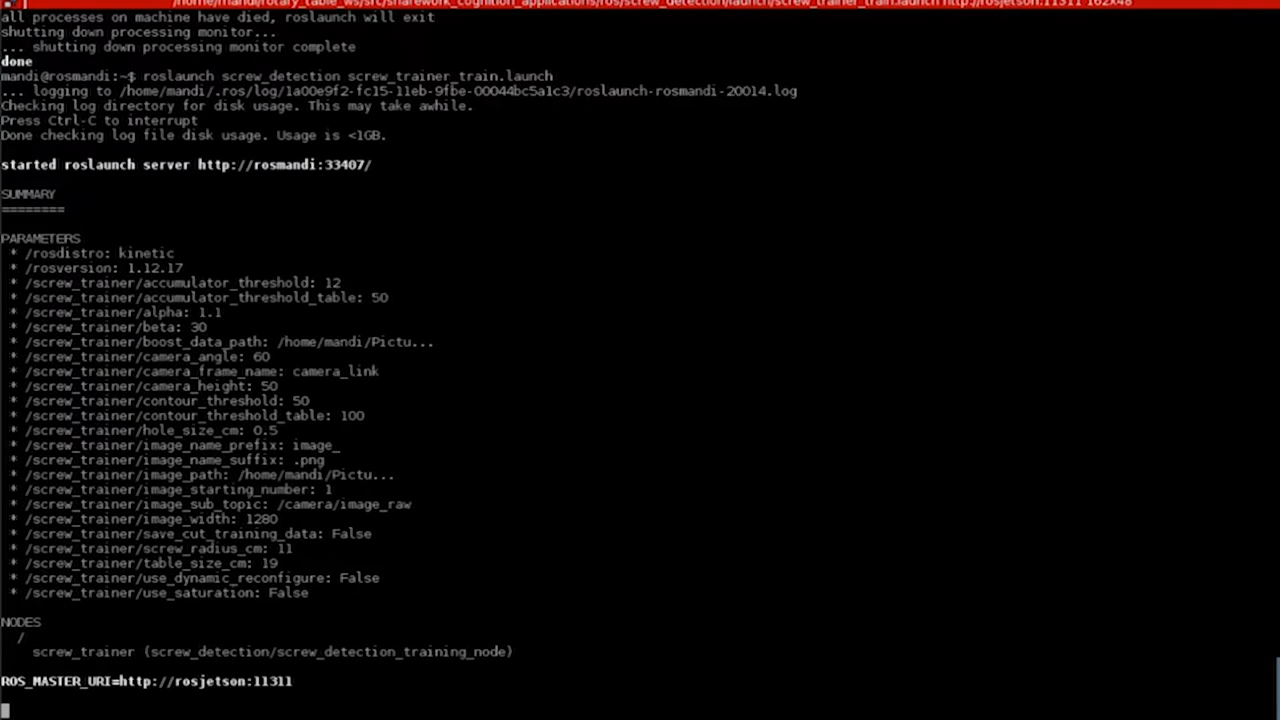 /home/mandi/rotary_table_ws/src/sharework_cognition_applications/ros/screw_detection/launch/screw_trainer_train.launch http://rosjetson:11311 162x48
all processes on machine have died, roslaunch will exit
shutting down processing monitor...
... shutting down processing monitor complete
done
mandi@rosmandi:~$ roslaunch screw_detection screw_trainer_train.launch
... logging to /home/mandi/.ros/log/1a00e9f2-fc15-11eb-9fbe-00044bc5a1c3/roslaunch-rosmandi-20014.log
Checking log directory for disk usage. This may take awhile.
Press Ctrl-C to interrupt
Done checking log file disk usage. Usage is <1GB.
started roslaunch server http://rosmandi:33407/
SUMMARY
========
PARAMETERS
* /rosdistro: kinetic
* /rosversion: 1.12.17
* /screw_trainer/accumulator_threshold: 12
* /screw_trainer/accumulator_threshold_table: 50
* /screw_trainer/alpha: 1.1
* /screw_trainer/beta: 30
* /screw_trainer/boost_data_path: /home/mandi/Pictu...
* /screw_trainer/camera_angle: 60
* /screw_trainer/camera_frame_name: camera_link
* /screw_trainer/camera_height: 50
* /screw_trainer/contour_threshold: 50
* /screw_trainer/contour_threshold_table: 100
* /screw_trainer/hole_size_cm: 0.5
* /screw_trainer/image_name_prefix: image_
* /screw_trainer/image_name_suffix: .png
* /screw_trainer/image_path: /home/mandi/Pictu...
* /screw_trainer/image_starting_number: 1
* /screw_trainer/image_sub_topic: /camera/image_raw
* /screw_trainer/image_width: 1280
* /screw_trainer/save_cut_training_data: False
* /screw_trainer/screw_radius_cm: 11
* /screw_trainer/table_size_cm: 19
* /screw_trainer/use_dynamic_reconfigure: False
* /screw_trainer/use_saturation: False
NODES
/
screw_trainer (screw_detection/screw_detection_training_node)
ROS_MASTER_URI=http://rosjetson:11311